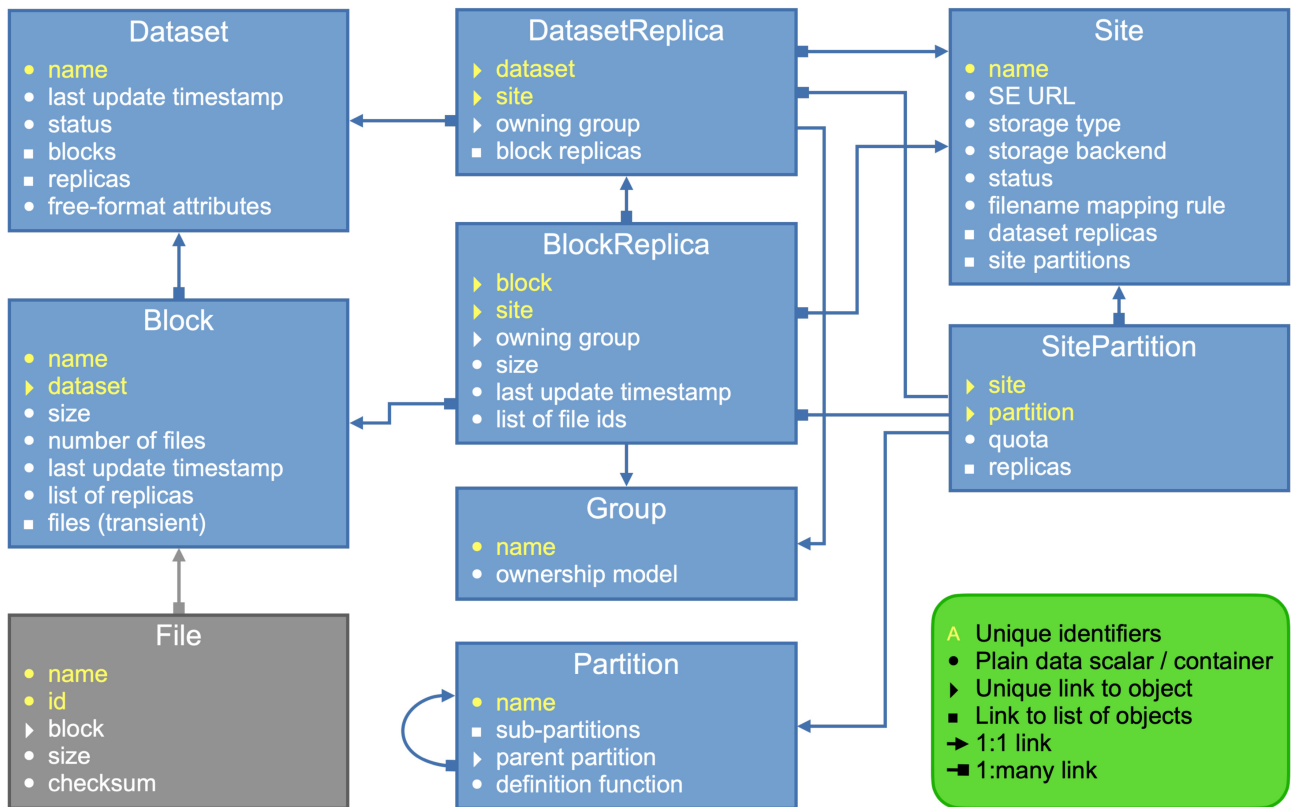 Dataset
name
last update timestamp
status
blocks
replicas
free-format attributes
Block
name
dataset
size
number of files
last update timestamp
list of replicas
files (transient)
File
name
id
block
size
checksum
DatasetReplica
dataset
site
owning group
block replicas
BlockReplica
block
site
owning group
size
last update timestamp
list of file ids
Group
name
ownership model
Partition
name
sub-partitions
parent partition
definition function
Site
name
SE URL
storage type
storage backend
status
filename mapping rule
dataset replicas
site partitions
SitePartition
site
partition
quota
replicas
A Unique identifiers
Plain data scalar / container
Unique link to object
Link to list of objects
1:1 link
1:many link